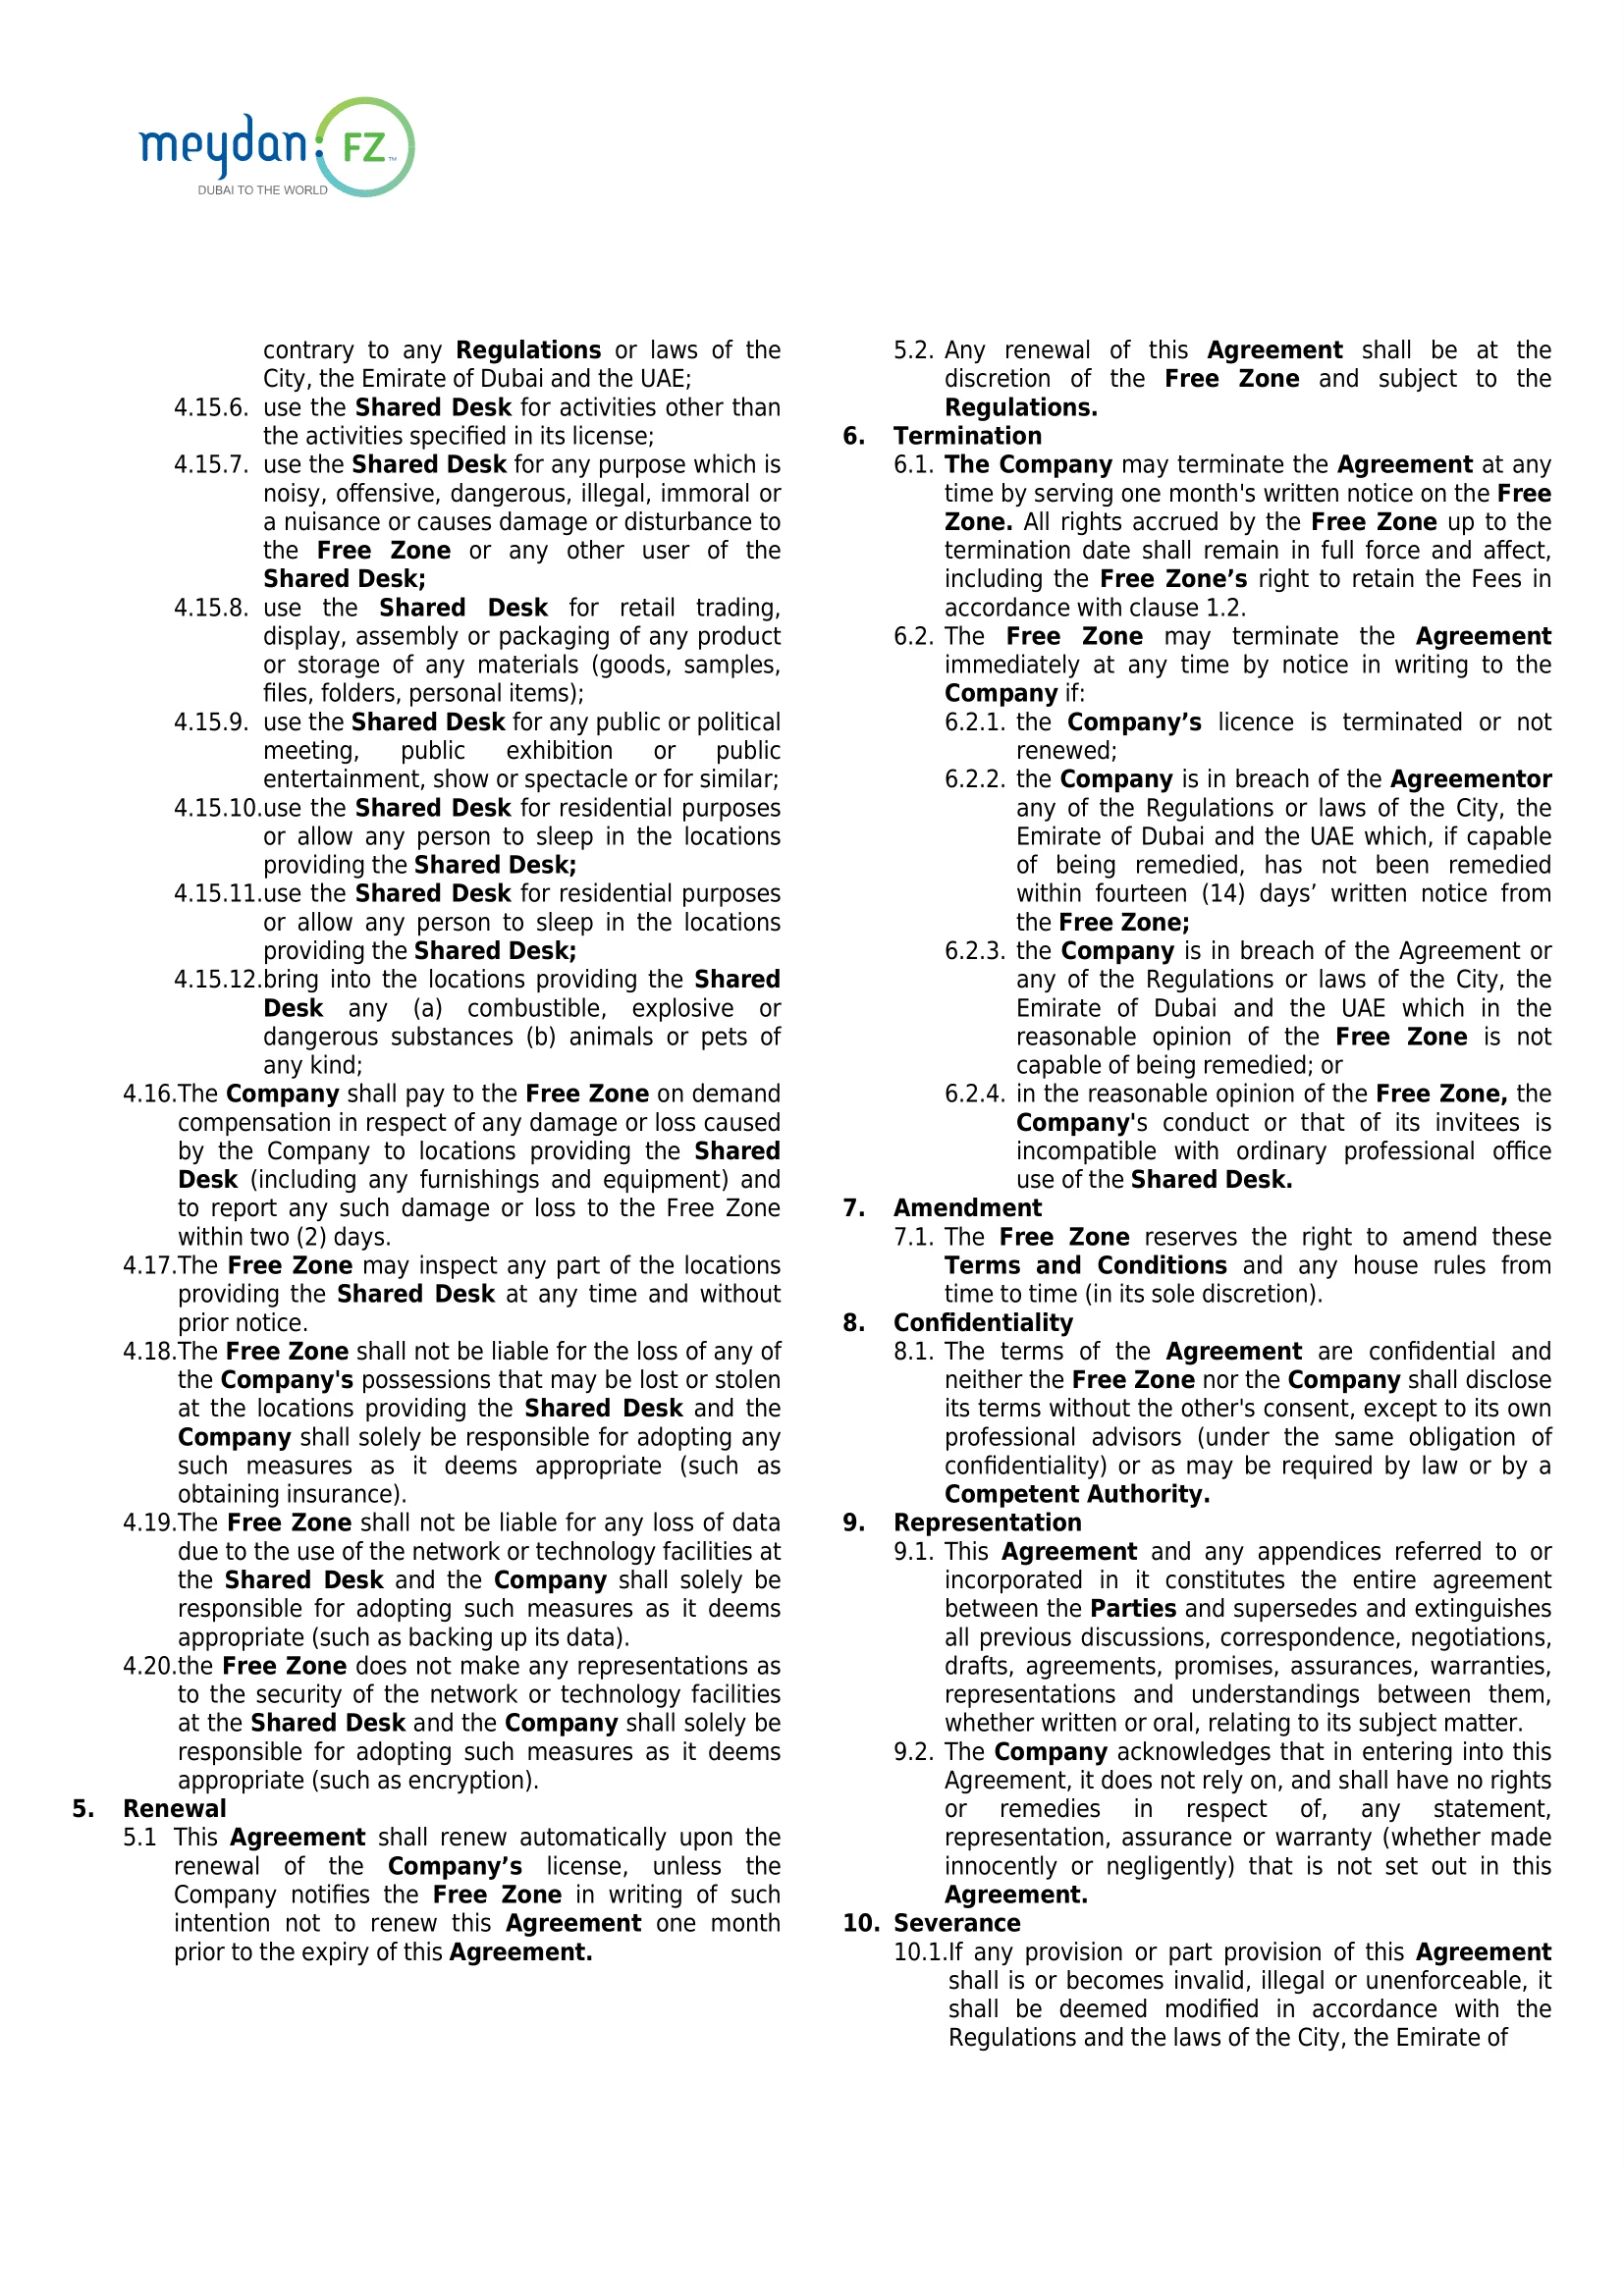 meydan FZ™
DUBAI TO THE WORLD
contrary to any Regulations or laws of the
City, the Emirate of Dubai and the UAE;
4.15.6. use the Shared Desk for activities other than
the activities specified in its license;
4.15.7. use the Shared Desk for any purpose which is
noisy, offensive, dangerous, illegal, immoral or
a nuisance or causes damage or disturbance to
the Free Zone or any other user of the
Shared Desk;
4.15.8. use the Shared Desk for retail trading,
display, assembly or packaging of any product
or storage of any materials (goods, samples,
files, folders, personal items);
4.15.9. use the Shared Desk for any public or political
meeting, public exhibition or public
entertainment, show or spectacle or for similar;
4.15.10.use the Shared Desk for residential purposes
or allow any person to sleep in the locations
providing the Shared Desk;
4.15.11.use the Shared Desk for residential purposes
or allow any person to sleep in the locations
providing the Shared Desk;
4.15.12.bring into the locations providing the Shared
Desk any (a) combustible, explosive or
dangerous substances (b) animals or pets of
any kind;
4.16.The Company shall pay to the Free Zone on demand
compensation in respect of any damage or loss caused
by the Company to locations providing the Shared
Desk (including any furnishings and equipment) and
to report any such damage or loss to the Free Zone
within two (2) days.
4.17.The Free Zone may inspect any part of the locations
providing the Shared Desk at any time and without
prior notice.
4.18.The Free Zone shall not be liable for the loss of any of
the Company's possessions that may be lost or stolen
at the locations providing the Shared Desk and the
Company shall solely be responsible for adopting any
such measures as it deems appropriate (such as
obtaining insurance).
4.19.The Free Zone shall not be liable for any loss of data
due to the use of the network or technology facilities at
the Shared Desk and the Company shall solely be
responsible for adopting such measures as it deems
appropriate (such as backing up its data).
4.20.the Free Zone does not make any representations as
to the security of the network or technology facilities
at the Shared Desk and the Company shall solely be
responsible for adopting such measures as it deems
appropriate (such as encryption).
5. Renewal
5.1 This Agreement shall renew automatically upon the
renewal of the Company’s license, unless the
Company notifies the Free Zone in writing of such
intention not to renew this Agreement one month
prior to the expiry of this Agreement.
5.2. Any renewal of this Agreement shall be at the
discretion of the Free Zone and subject to the
Regulations.
6. Termination
6.1. The Company may terminate the Agreement at any
time by serving one month's written notice on the Free
Zone. All rights accrued by the Free Zone up to the
termination date shall remain in full force and affect,
including the Free Zone’s right to retain the Fees in
accordance with clause 1.2.
6.2. The Free Zone may terminate the Agreement
immediately at any time by notice in writing to the
Company if:
6.2.1. the Company’s licence is terminated or not
renewed;
6.2.2. the Company is in breach of the Agreementor
any of the Regulations or laws of the City, the
Emirate of Dubai and the UAE which, if capable
of being remedied, has not been remedied
within fourteen (14) days’ written notice from
the Free Zone;
6.2.3. the Company is in breach of the Agreement or
any of the Regulations or laws of the City, the
Emirate of Dubai and the UAE which in the
reasonable opinion of the Free Zone is not
capable of being remedied; or
6.2.4. in the reasonable opinion of the Free Zone, the
Company's conduct or that of its invitees is
incompatible with ordinary professional office
use of the Shared Desk.
7. Amendment
7.1. The Free Zone reserves the right to amend these
Terms and Conditions and any house rules from
time to time (in its sole discretion).
8. Confidentiality
8.1. The terms of the Agreement are confidential and
neither the Free Zone nor the Company shall disclose
its terms without the other's consent, except to its own
professional advisors (under the same obligation of
confidentiality) or as may be required by law or by a
Competent Authority.
9. Representation
9.1. This Agreement and any appendices referred to or
incorporated in it constitutes the entire agreement
between the Parties and supersedes and extinguishes
all previous discussions, correspondence, negotiations,
drafts, agreements, promises, assurances, warranties,
representations and understandings between them,
whether written or oral, relating to its subject matter.
9.2. The Company acknowledges that in entering into this
Agreement, it does not rely on, and shall have no rights
or remedies in respect of, any statement,
representation, assurance or warranty (whether made
innocently or negligently) that is not set out in this
Agreement.
10. Severance
10.1.If any provision or part provision of this Agreement
shall is or becomes invalid, illegal or unenforceable, it
shall be deemed modified in accordance with the
Regulations and the laws of the City, the Emirate of